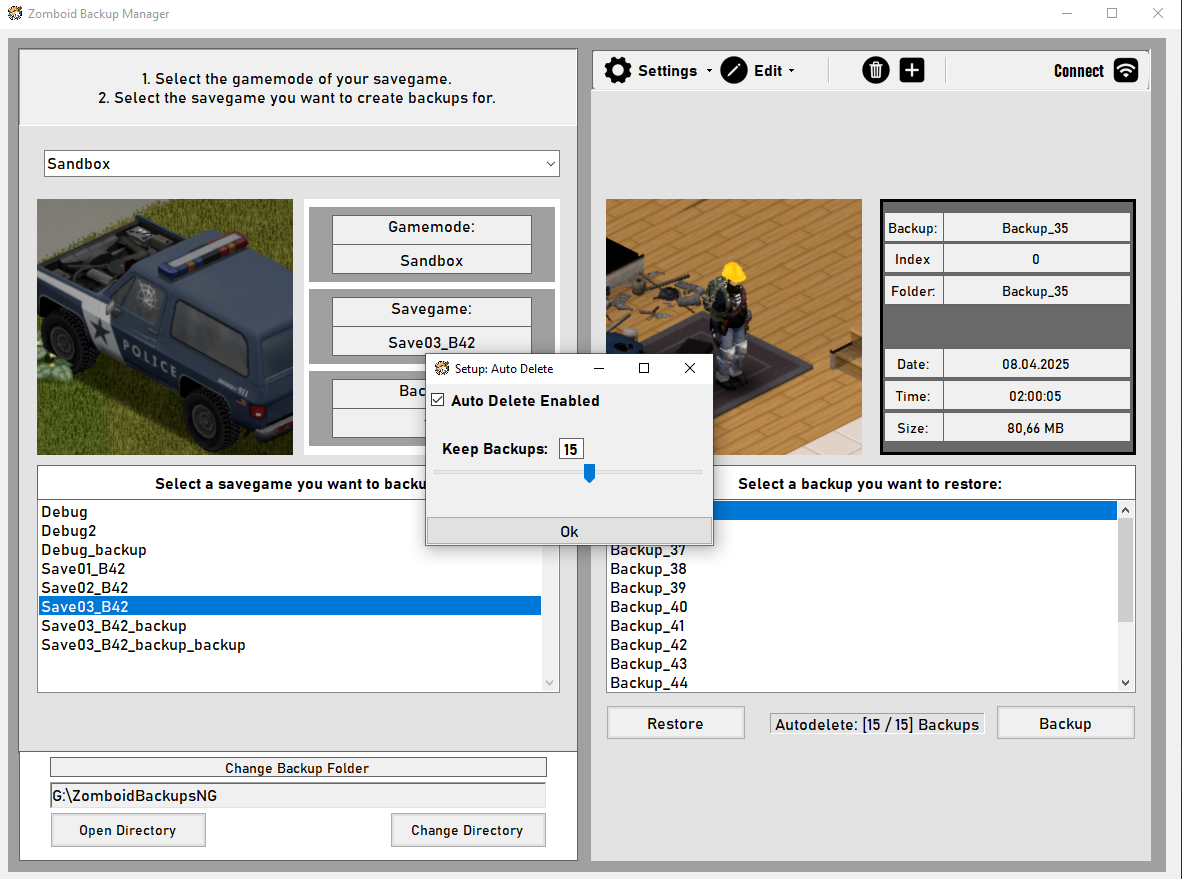 Zomboid Backup Manager
1. Select the gamemode of your savegame.
2. Select the savegame you want to create backups for.
Sandbox
Gamemode:
Sandbox
Savegame:
Save03_B42
Bac
POLICE
Select a savegame you want to backu
Debug
Debug2
Debug_backup
Save01_B42
Save02_B42
Save03_B42
Save03_B42_backup
Save03_B42_backup_backup
Change Backup Folder
G:\ZomboidBackupsNG
Open Directory
Change Directory
Setup: Auto Delete
Auto Delete Enabled
Keep Backups: 15
Ok
Settings
Edit
Connect
Backup: Backup_35
Index 0
Folder: Backup_35
Date: 08.04.2025
Time: 02:00:05
Size: 80,66 MB
Select a backup you want to restore:
Backup_37
Backup_38
Backup_39
Backup_40
Backup_41
Backup_42
Backup_43
Backup_44
Restore
Autodelete: [15 / 15] Backups
Backup